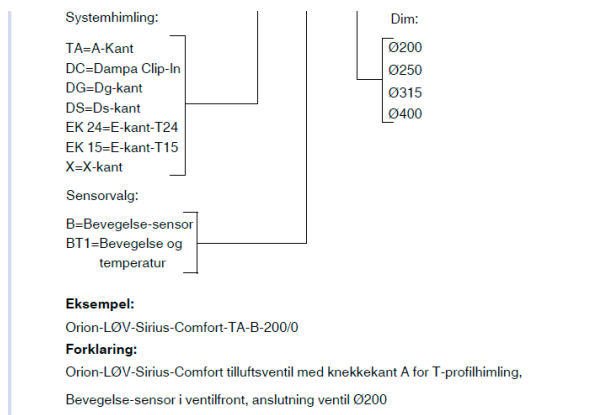 Systemhimling:
TA=A-Kant
DC=Dampa Clip-In
DG=Dg-kant
DS=Ds-kant
EK 24=E-kant-T24
EK 15=E-kant-T15
X=X-kant
Dim:
Ø200
Ø250
Ø315
Ø400
Sensorvalg:
B=Bevegelse-sensor
BT1=Bevegelse og
temperatur
Eksempel:
Orion-LØV-Sirius-Comfort-TA-B-200/0
Forklaring:
Orion-LØV-Sirius-Comfort tilluftsventil med knekkekant A for T-profilhimling,
Bevegelse-sensor i ventilfront, anslutning ventil Ø200